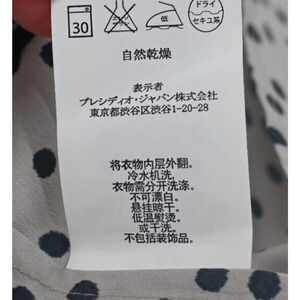 30
低
ドライ
セキユ系
自然乾燥
表示者
プレシディオ・ジャパン株式会社
東京都渋谷区渋谷1-20-28
将衣物内层外翻。
冷水机洗。
衣物需分开洗涤。
不可漂白。
悬挂晾干。
低温熨烫。
或干洗。
不包括装饰品。